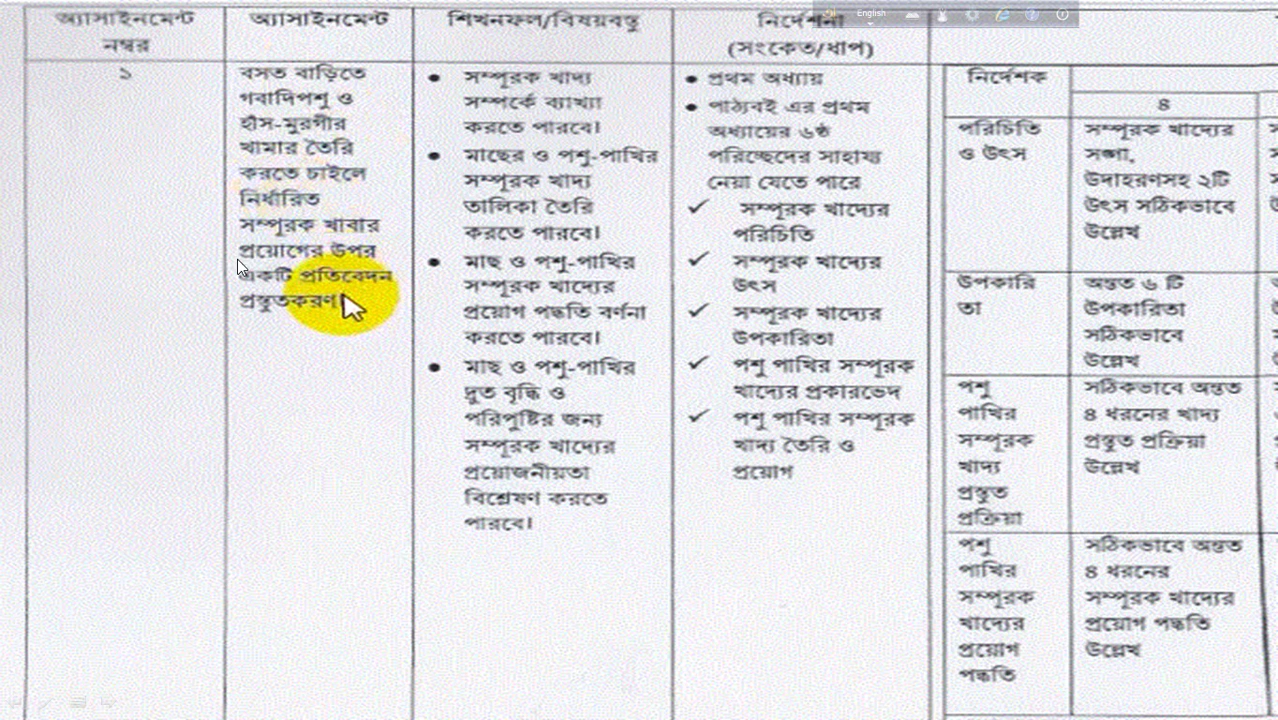 English
অ্যাসাইনমেন্ট
নম্বর
অ্যাসাইনমেন্ট
শিখনফল/বিষয়বস্তু
নির্দেশনা
(সংকেত/ধাপ)
১
বসত বাড়িতে
গবাদিপশু ও
হাঁস-মুরগীর
খামার তৈরি
করতে চাইলে
নির্ধারিত
সম্পূরক খাবার
প্রয়োগের উপর
একটি প্রতিবেদন
প্রস্তুতকরণ।
● সম্পূরক খাদ্য
সম্পর্কে ব্যাখ্যা
করতে পারবে।
● মাছের ও পশু-পাখির
সম্পূরক খাদ্য
তালিকা তৈরি
করতে পারবে।
● মাছ ও পশু-পাখির
সম্পূরক খাদ্যের
প্রয়োগ পদ্ধতি বর্ণনা
করতে পারবে।
● মাছ ও পশু-পাখির
দ্রুত বৃদ্ধি ও
পরিপুষ্টির জন্য
সম্পূরক খাদ্যের
প্রয়োজনীয়তা
বিশ্লেষণ করতে
পারবে।
● প্রথম অধ্যায়
● পাঠ্যবই এর প্রথম
অধ্যায়ের ৬ষ্ঠ
পরিচ্ছেদের সাহায্য
নেয়া যেতে পারে
✓ সম্পূরক খাদ্যের
পরিচিতি
✓ সম্পূরক খাদ্যের
উৎস
✓ সম্পূরক খাদ্যের
উপকারিতা
✓ পশু পাখির সম্পূরক
খাদ্যের প্রকারভেদ
✓ পশু পাখির সম্পূরক
খাদ্য তৈরি ও
প্রয়োগ
নির্দেশক
৪
পরিচিতি
ও উৎস
সম্পূরক খাদ্যের
সঙ্গা,
উদাহরণসহ ২টি
উৎস সঠিকভাবে
উল্লেখ
উপকারি
তা
অন্তত ৬ টি
উপকারিতা
সঠিকভাবে
উল্লেখ
পশু
পাখির
সম্পূরক
খাদ্য
প্রস্তুত
প্রক্রিয়া
সঠিকভাবে অন্তত
৪ ধরনের খাদ্য
প্রস্তুত প্রক্রিয়া
উল্লেখ
পশু
পাখির
সম্পূরক
খাদ্যের
প্রয়োগ
পদ্ধতি
সঠিকভাবে অন্তত
৪ ধরনের
সম্পূরক খাদ্যের
প্রয়োগ পদ্ধতি
উল্লেখ